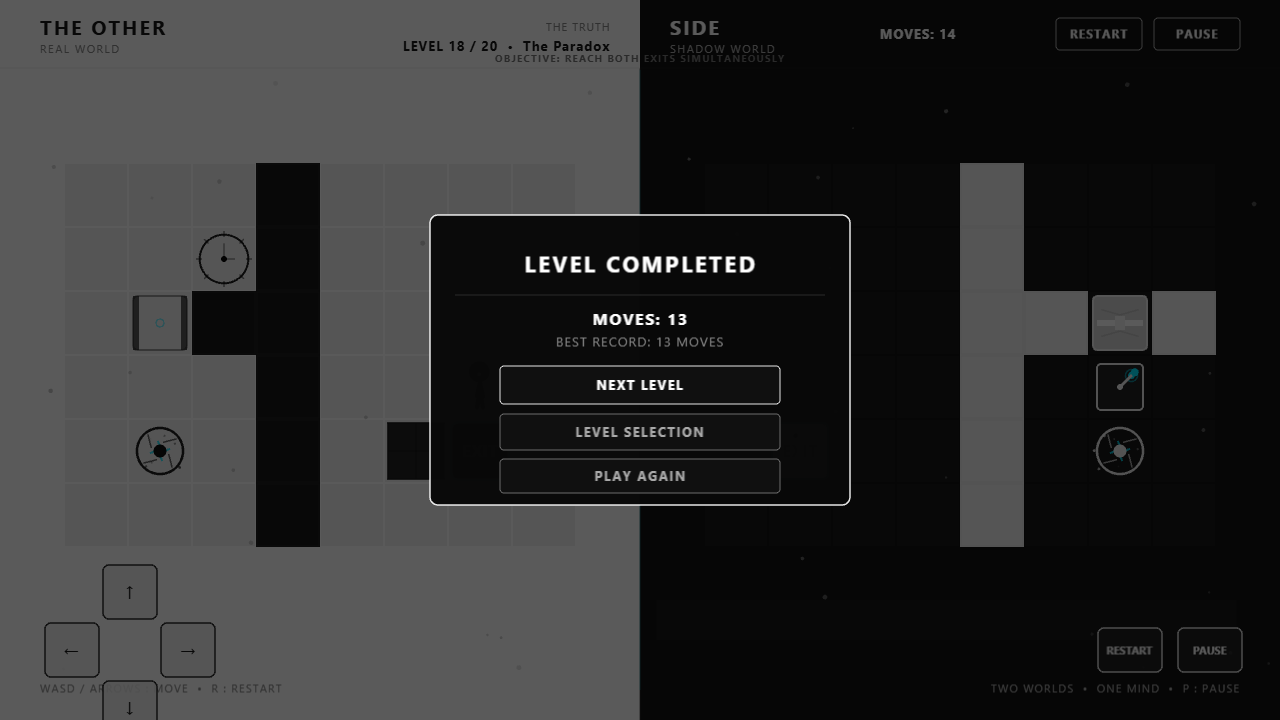 THE OTHER
REAL WORLD
THE TRUTH
LEVEL 18 / 20 • The Paradox
SIDE
SHADOW WORLD
OBJECTIVE: REACH BOTH EXITS SIMULTANEOUSLY
MOVES: 14
RESTART
PAUSE
LEVEL COMPLETED
MOVES: 13
BEST RECORD: 13 MOVES
NEXT LEVEL
LEVEL SELECTION
PLAY AGAIN
↑
← →
↓
WASD / MOVE • R : RESTART
RESTART
PAUSE
TWO WORLDS • ONE MIND • P : PAUSE